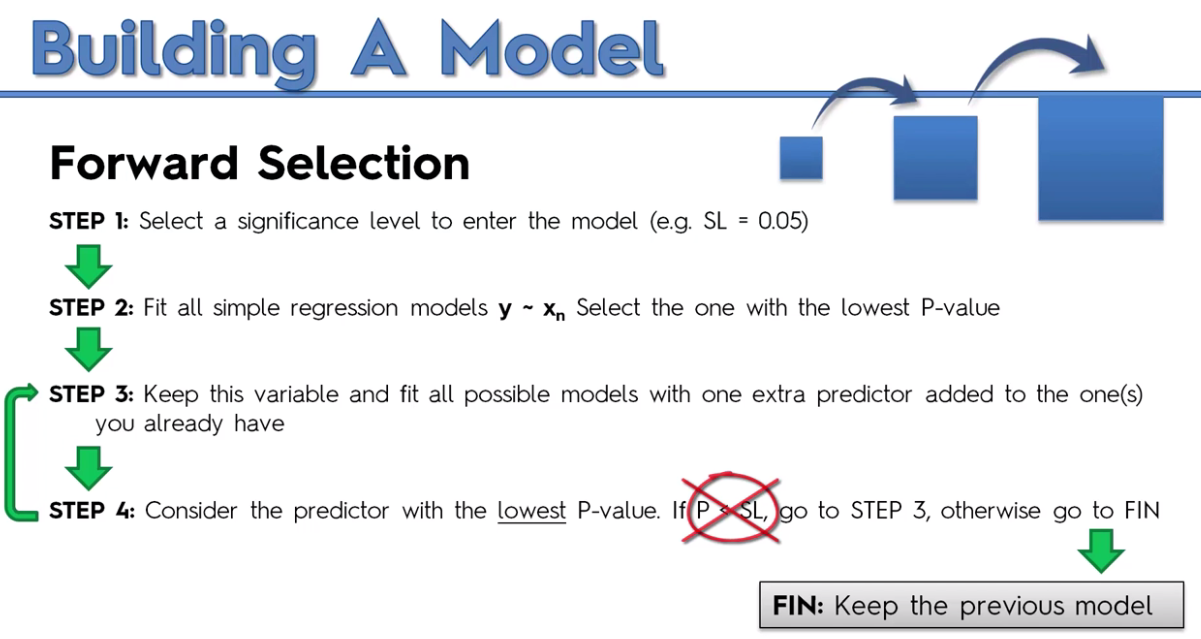 Building A Model
Forward Selection
STEP 1: Select a significance level to enter the model (e.g. SL = 0.05)
STEP 2: Fit all simple regression models y ~ xn Select the one with the lowest P-value
STEP 3: Keep this variable and fit all possible models with one extra predictor added to the one(s)
you already have
STEP 4: Consider the predictor with the lowest P-value. If P < SL, go to STEP 3, otherwise go to FIN
FIN: Keep the previous model